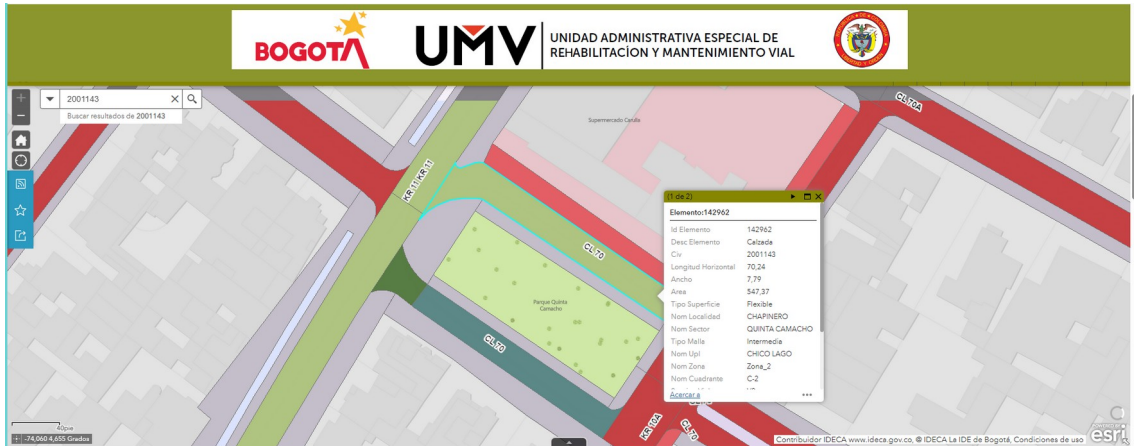 BOGOTÁ
UMV
UNIDAD ADMINISTRATIVA ESPECIAL DE
REHABILITACÍON Y MANTENIMIENTO VIAL
2001143
Buscar resultados de 2001143
Supermercado Carulla
CL 70A
KR 11
KR 11
CL 70
Parque Quinta
Camacho
CL 70
KR 10A
CL 70
(1 de 2)
Elemento:142962
Id Elemento 142962
Desc Elemento Calzada
Civ 2001143
Longitud Horizontal 70,24
Ancho 7,79
Area 547,37
Tipo Superficie Flexible
Nom Localidad CHAPINERO
Nom Sector QUINTA CAMACHO
Tipo Malla Intermedia
Nom Upl CHICO LAGO
Nom Zona Zona_2
Nom Cuadrante C-2
Acercar a
40pie
-74,060 4,655 Grados
Contribuidor IDECA www.ideca.gov.co, @ IDECA La IDE de Bogotá, Condiciones de uso
POWERED BY
esri